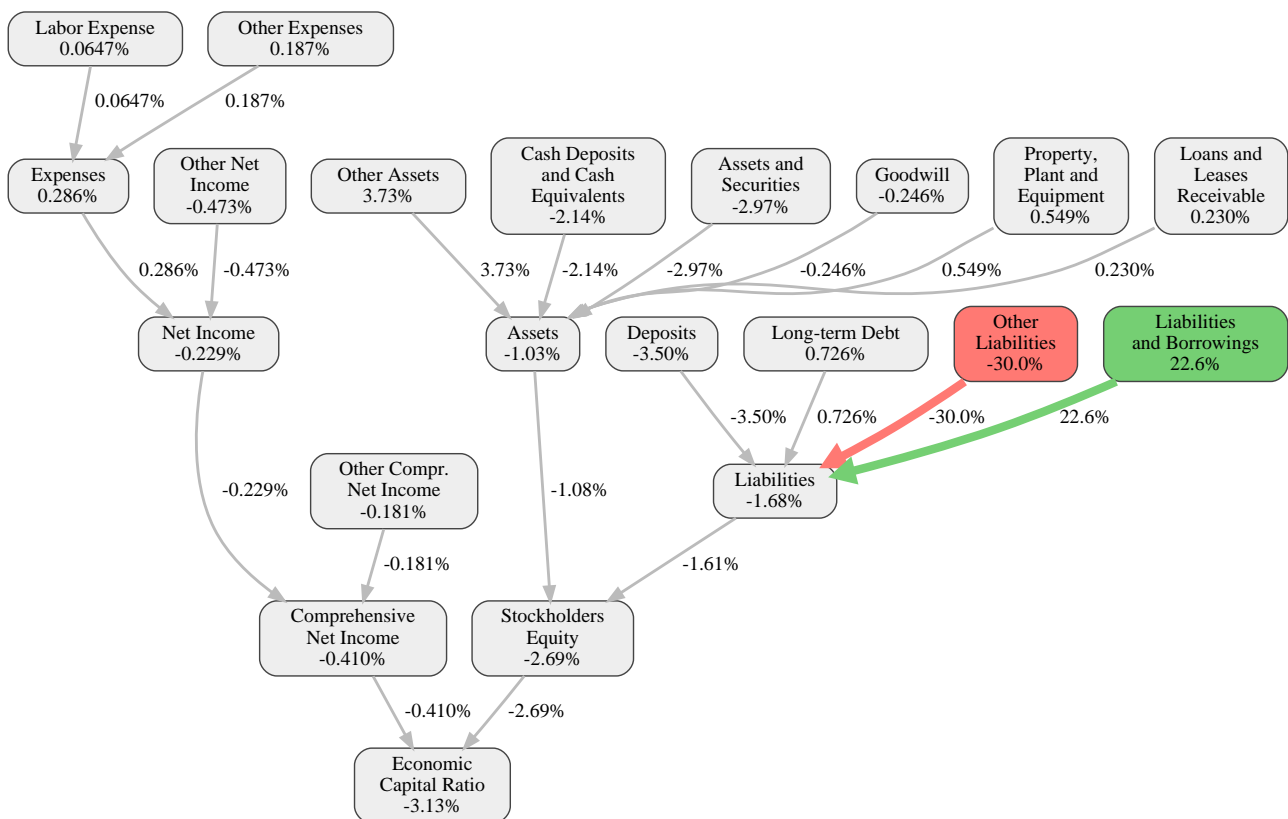 Labor Expense
0.0647%
Other Expenses
0.187%
0.0647%
0.187%
Expenses
0.286%
Other Net
Income
-0.473%
Other Assets
3.73%
Cash Deposits
and Cash
Equivalents
-2.14%
Assets and
Securities
-2.97%
Goodwill
-0.246%
Property,
Plant and
Equipment
0.549%
Loans and
Leases
Receivable
0.230%
0.286%
-0.473%
3.73%
-2.14%
-2.97%
-0.246%
0.549%
0.230%
Net Income
-0.229%
Assets
-1.03%
Deposits
-3.50%
Long-term Debt
0.726%
Other
Liabilities
-30.0%
Liabilities
and Borrowings
22.6%
-3.50%
0.726%
-30.0%
22.6%
Other Compr.
Net Income
-0.181%
Liabilities
-1.68%
-0.229%
-1.08%
-0.181%
-1.61%
Comprehensive
Net Income
-0.410%
Stockholders
Equity
-2.69%
-0.410%
-2.69%
Economic
Capital Ratio
-3.13%